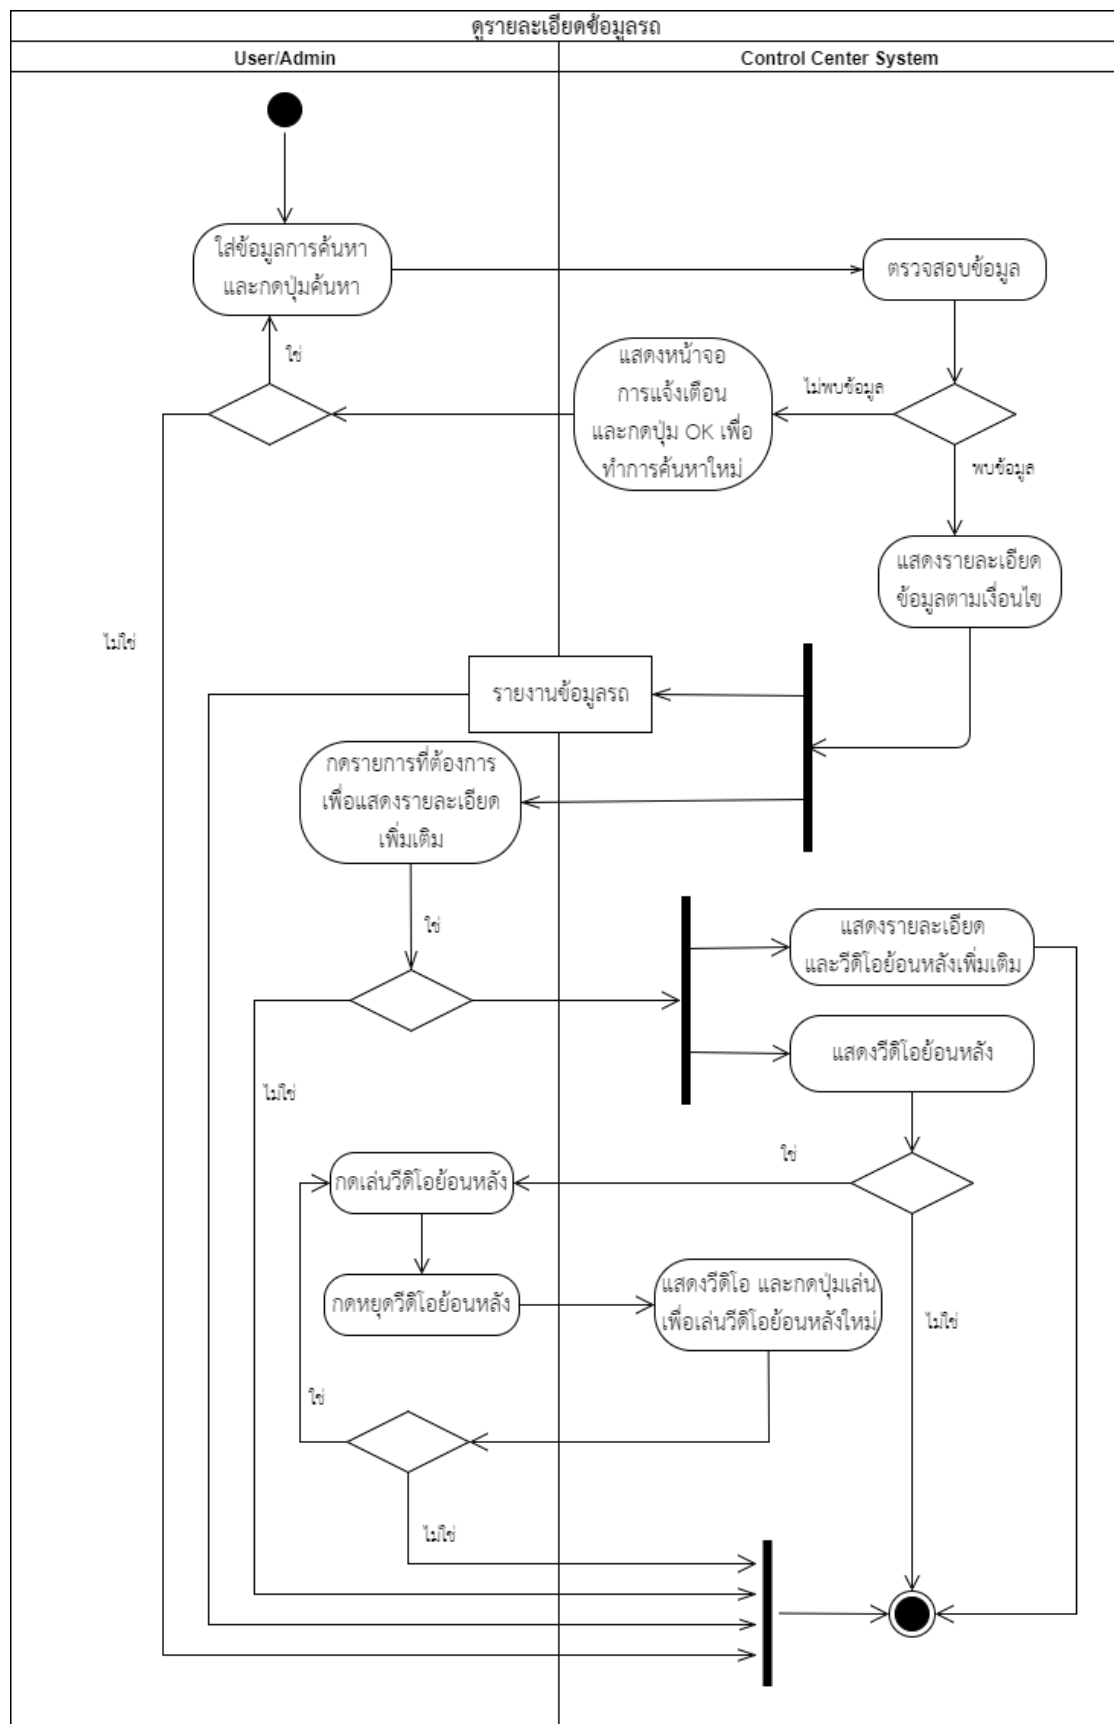 ดูรายละเอียดข้อมูลรถ
User/Admin
Control Center System
ใส่ข้อมูลการค้นหา
และกดปุ่มค้นหา
ตรวจสอบข้อมูล
ใช่
แสดงหน้าจอ
การแจ้งเตือน
และกดปุ่ม OK เพื่อ
ทำการค้นหาใหม่
ไม่พบข้อมูล
พบข้อมูล
แสดงรายละเอียด
ข้อมูลตามเงื่อนไข
ไม่ใช่
รายงานข้อมูลรถ
กดรายการที่ต้องการ
เพื่อแสดงรายละเอียด
เพิ่มเติม
ใช่
แสดงรายละเอียด
และวีดิโอย้อนหลังเพิ่มเติม
แสดงวีดิโอย้อนหลัง
ไม่ใช่
ใช่
กดเล่นวีดิโอย้อนหลัง
กดหยุดวีดิโอย้อนหลัง
แสดงวีดิโอ และกดปุ่มเล่น
เพื่อเล่นวีดิโอย้อนหลังใหม่
ไม่ใช่
ใช่
ไม่ใช่